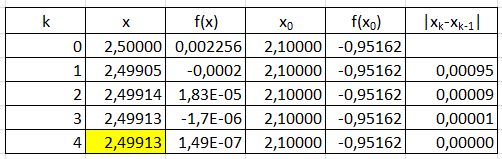 k x f(x) x₀ f(x₀) |xₖ-xₖ₋₁|
0 2,50000 0,002256 2,10000 -0,95162
1 2,49905 -0,0002 2,10000 -0,95162 0,00095
2 2,49914 1,83E-05 2,10000 -0,95162 0,00009
3 2,49913 -1,7E-06 2,10000 -0,95162 0,00001
4 2,49913 1,49E-07 2,10000 -0,95162 0,00000